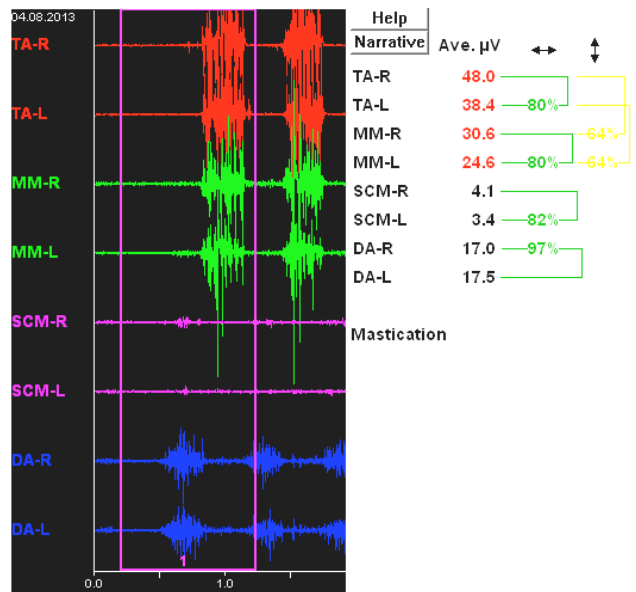 04.08.2013
Help
Narrative
Ave. µV
TA-R
TA-L
MM-R
MM-L
SCM-R
SCM-L
DA-R
DA-L
TA-R 48.0
TA-L 38.4 80%
MM-R 30.6 64%
MM-L 24.6 80% 64%
SCM-R 4.1
SCM-L 3.4 82%
DA-R 17.0 97%
DA-L 17.5
Mastication
1
0.0 1.0